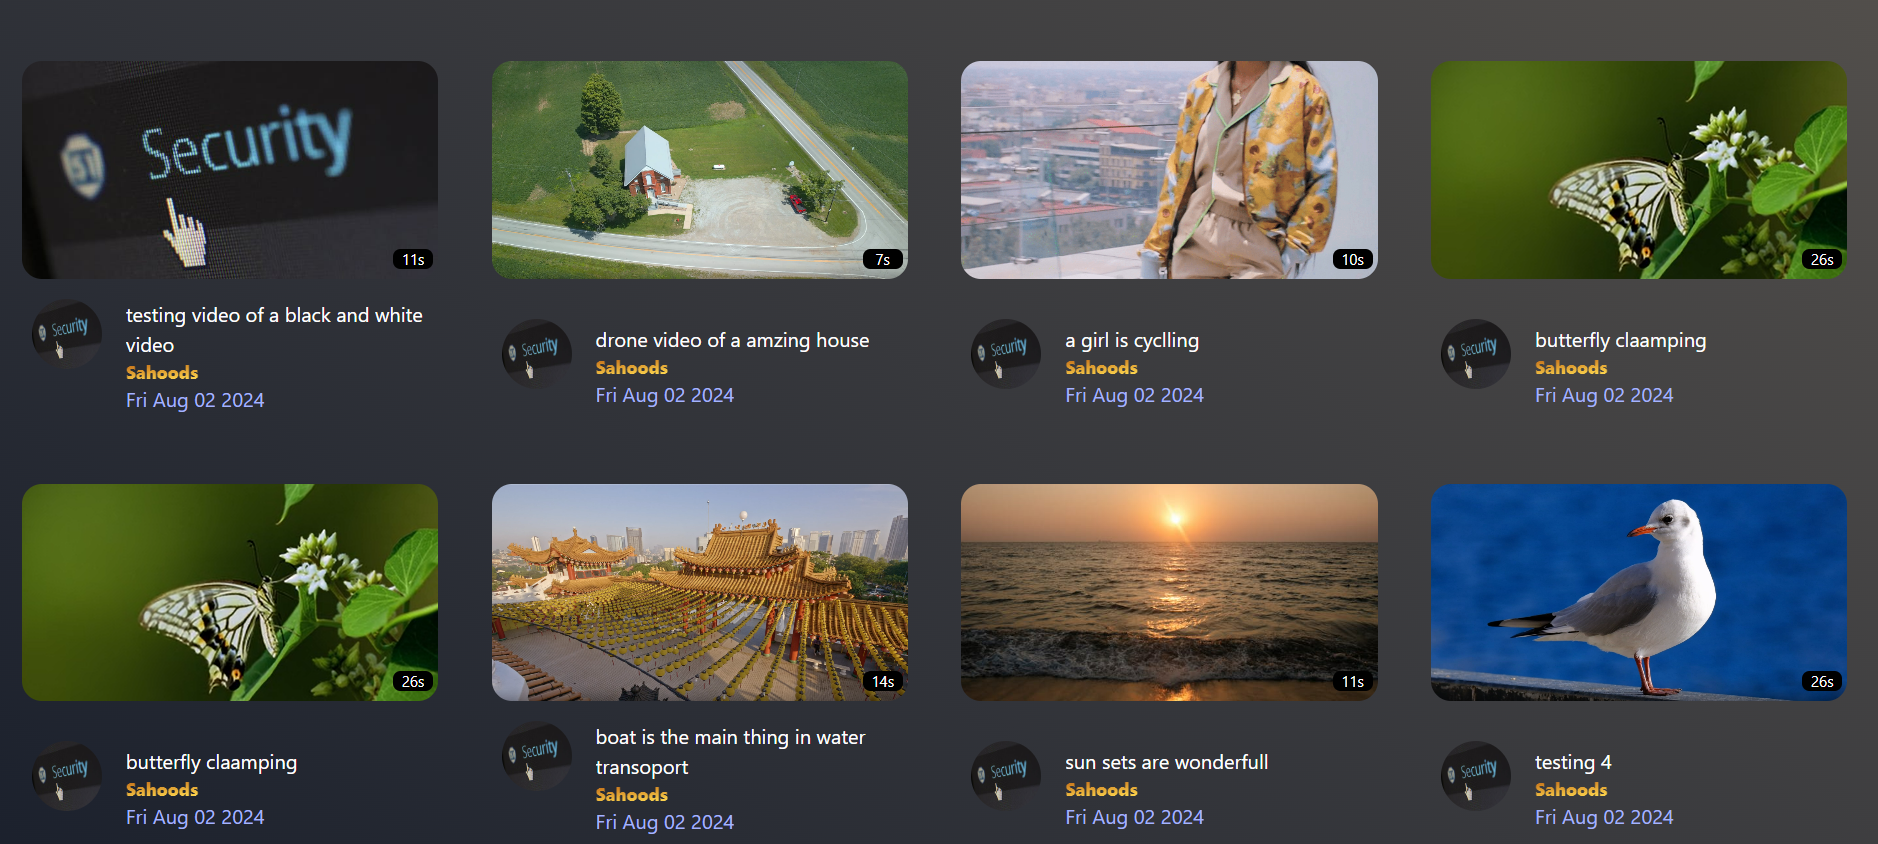 Security
11s
7s
10s
26s
Security
testing video of a black and white
video
Sahoods
Fri Aug 02 2024
Security
drone video of a amzing house
Sahoods
Fri Aug 02 2024
Security
a girl is cyclling
Sahoods
Fri Aug 02 2024
Security
butterfly claamping
Sahoods
Fri Aug 02 2024
26s
14s
11s
26s
Security
butterfly claamping
Sahoods
Fri Aug 02 2024
Security
boat is the main thing in water
transoport
Sahoods
Fri Aug 02 2024
Security
sun sets are wonderfull
Sahoods
Fri Aug 02 2024
Security
testing 4
Sahoods
Fri Aug 02 2024